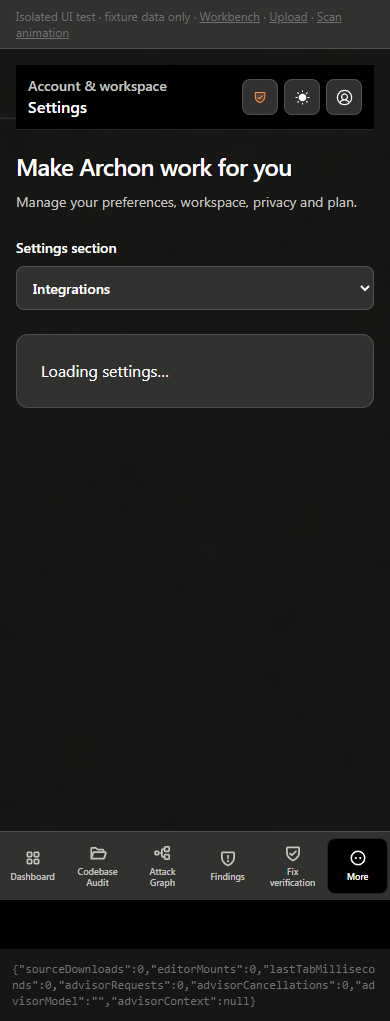 Isolated UI test · fixture data only · Workbench · Upload · Scan
animation
Account & workspace
Settings
Make Archon work for you
Manage your preferences, workspace, privacy and plan.
Settings section
Integrations
Loading settings...
Dashboard
Codebase
Audit
Attack
Graph
Findings
Fix
verification
More
{"sourceDownloads":0,"editorMounts":0,"lastTabMilliseco
nds":0,"advisorRequests":0,"advisorCancellations":0,"ad
visorModel":"","advisorContext":null}